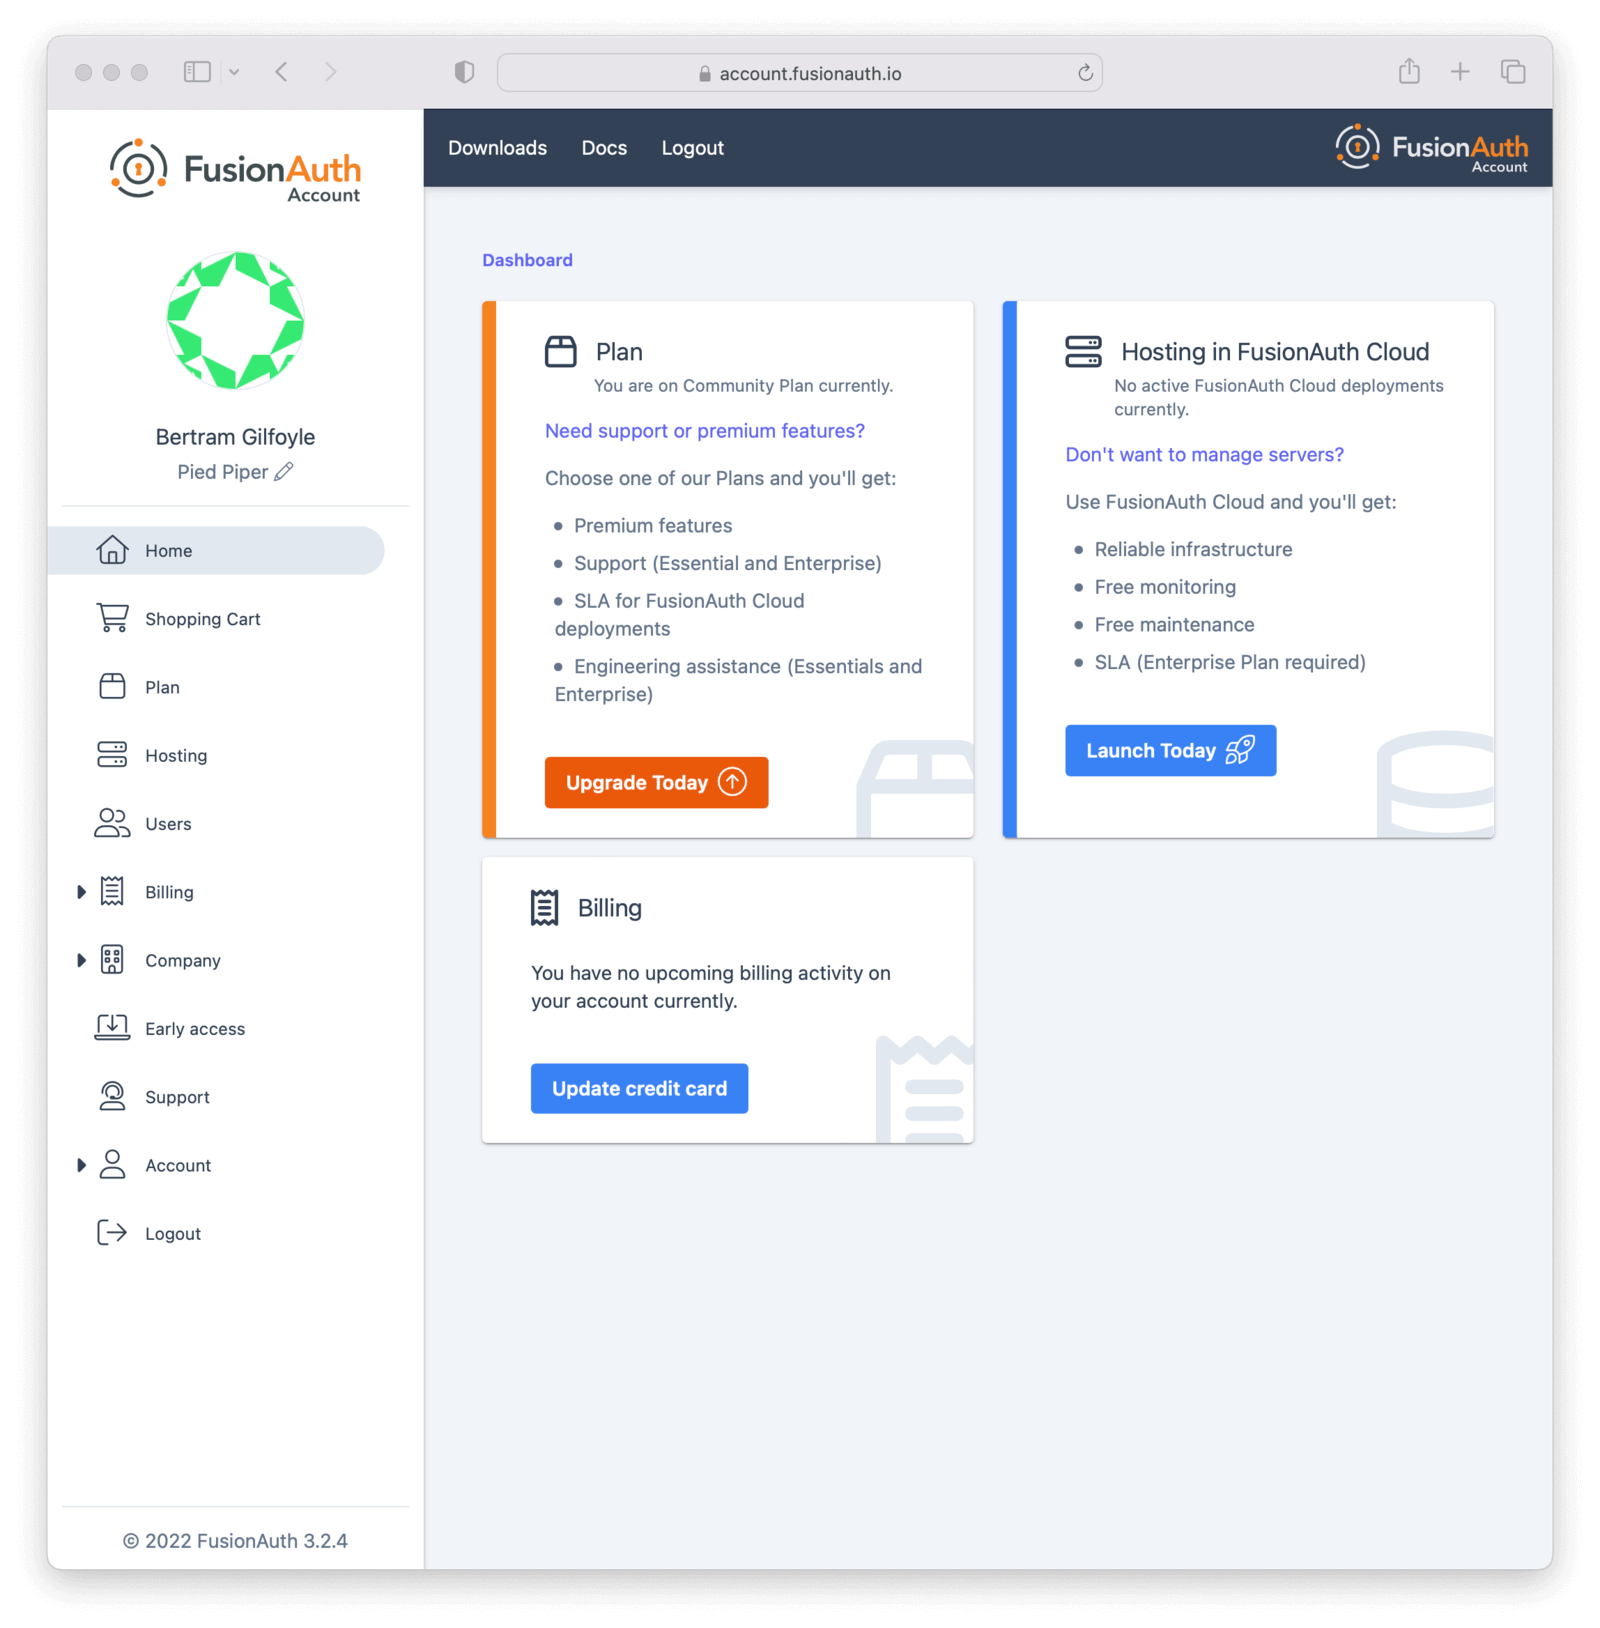 account.fusionauth.io
FusionAuth
Account
Bertram Gilfoyle
Pied Piper
Home
Shopping Cart
Plan
Hosting
Users
Billing
Company
Early access
Support
Account
Logout
© 2022 FusionAuth 3.2.4
Downloads Docs Logout
FusionAuth
Account
Dashboard
Plan
You are on Community Plan currently.
Need support or premium features?
Choose one of our Plans and you'll get:
• Premium features
• Support (Essential and Enterprise)
• SLA for FusionAuth Cloud
deployments
• Engineering assistance (Essentials and
Enterprise)
Upgrade Today
Hosting in FusionAuth Cloud
No active FusionAuth Cloud deployments
currently.
Don't want to manage servers?
Use FusionAuth Cloud and you'll get:
• Reliable infrastructure
• Free monitoring
• Free maintenance
• SLA (Enterprise Plan required)
Launch Today
Billing
You have no upcoming billing activity on
your account currently.
Update credit card